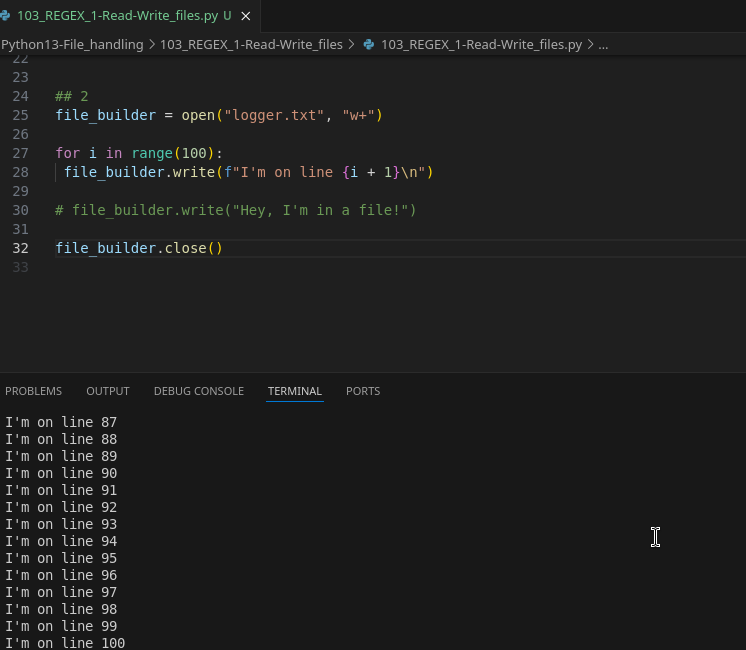 103_REGEX_1-Read-Write_files.py U
Python13-File_handling > 103_REGEX_1-Read-Write_files > 103_REGEX_1-Read-Write_files.py > ...
22
23
24 ## 2
25 file_builder = open("logger.txt", "w+")
26
27 for i in range(100):
28  file_builder.write(f"I'm on line {i + 1}\n")
29
30 # file_builder.write("Hey, I'm in a file!")
31
32 file_builder.close()
33
PROBLEMS OUTPUT DEBUG CONSOLE TERMINAL PORTS
I'm on line 87
I'm on line 88
I'm on line 89
I'm on line 90
I'm on line 91
I'm on line 92
I'm on line 93
I'm on line 94
I'm on line 95
I'm on line 96
I'm on line 97
I'm on line 98
I'm on line 99
I'm on line 100